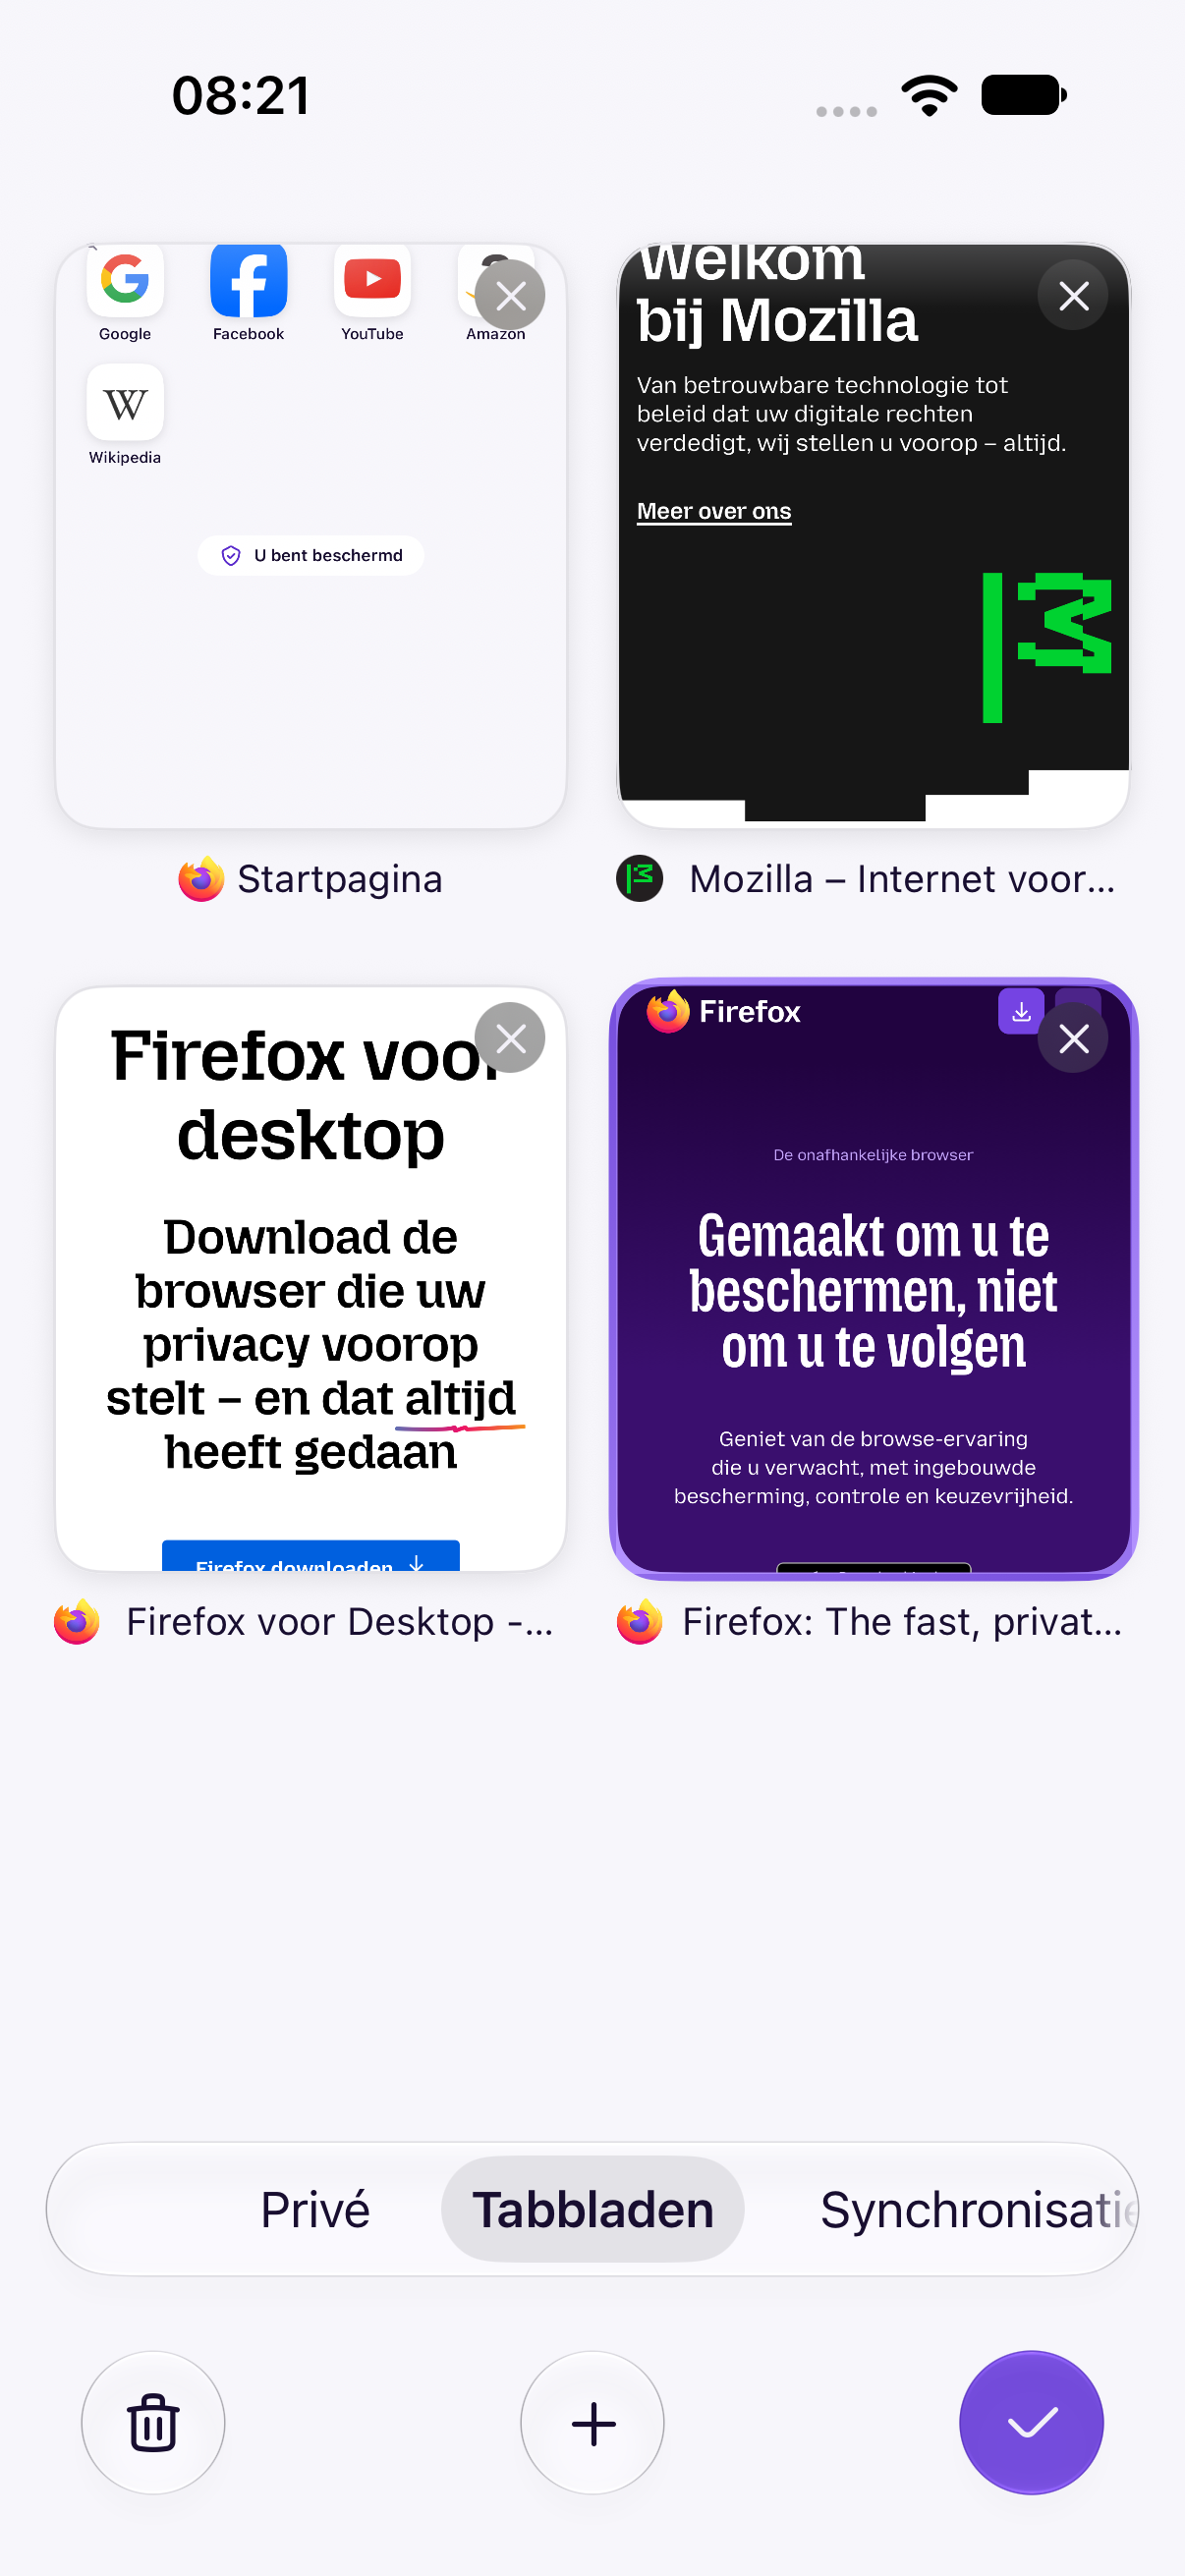 08:21
Google
Facebook
YouTube
Amazon
Wikipedia
U bent beschermd
Welkom
bij Mozilla
Van betrouwbare technologie tot
beleid dat uw digitale rechten
verdedigt, wij stellen u voorop – altijd.
Meer over ons
Startpagina
Mozilla – Internet voor...
Firefox voor
desktop
Download de
browser die uw
privacy voorop
stelt – en dat altijd
heeft gedaan
Firefox downloaden
Firefox
De onafhankelijke browser
Gemaakt om u te
beschermen, niet
om u te volgen
Geniet van de browse-ervaring
die u verwacht, met ingebouwde
bescherming, controle en keuzevrijheid.
Firefox voor Desktop -...
Firefox: The fast, privat...
Privé
Tabbladen
Synchronisatie